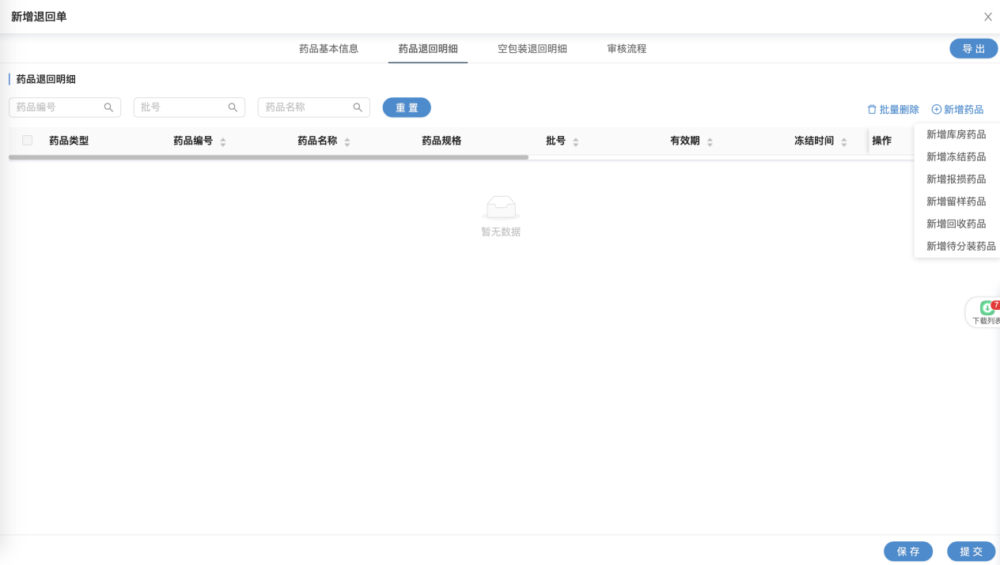 新增退回单
药品基本信息 药品退回明细 空包装退回明细 审核流程 导 出
药品退回明细
药品编号 批号 药品名称 重 置 批量删除 新增药品
药品类型 药品编号 药品名称 药品规格 批号 有效期 冻结时间 操作
新增库房药品
新增冻结药品
新增报损药品
新增留样药品
新增回收药品
新增待分装药品
暂无数据
7
下载列表
保 存 提 交